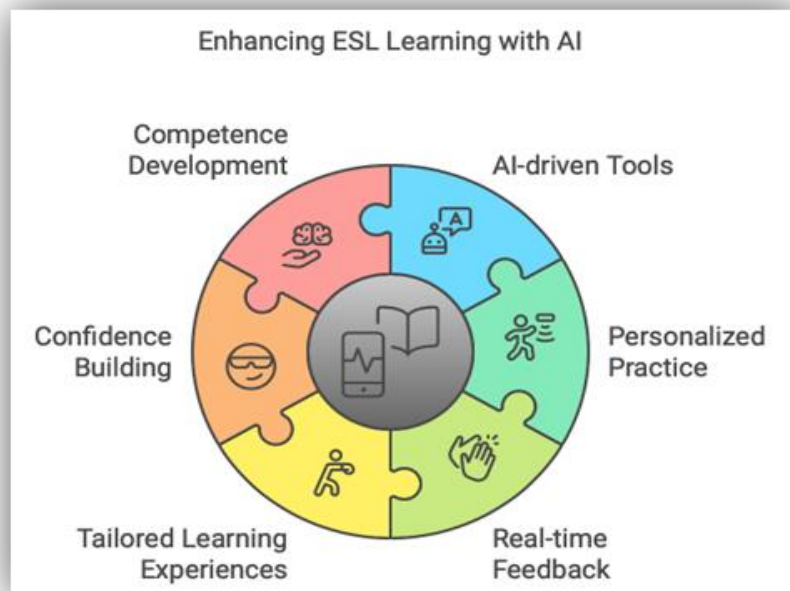 Enhancing ESL Learning with AI
Competence
Development
AI-driven Tools
Confidence
Building
Personalized
Practice
Tailored Learning
Experiences
Real-time
Feedback
A